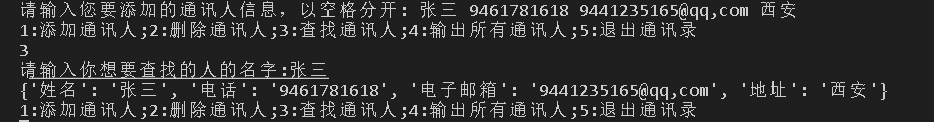 请输入您要添加的通讯人信息，以空格分开: 张三 9461781618 9441235165@qq,com 西安
1:添加通讯人;2:删除通讯人;3:查找通讯人;4:输出所有通讯人;5:退出通讯录
3
请输入你想要查找的人的名字:张三
{'姓名': '张三', '电话': '9461781618', '电子邮箱': '9441235165@qq,com', '地址': '西安'}
1:添加通讯人;2:删除通讯人;3:查找通讯人;4:输出所有通讯人;5:退出通讯录